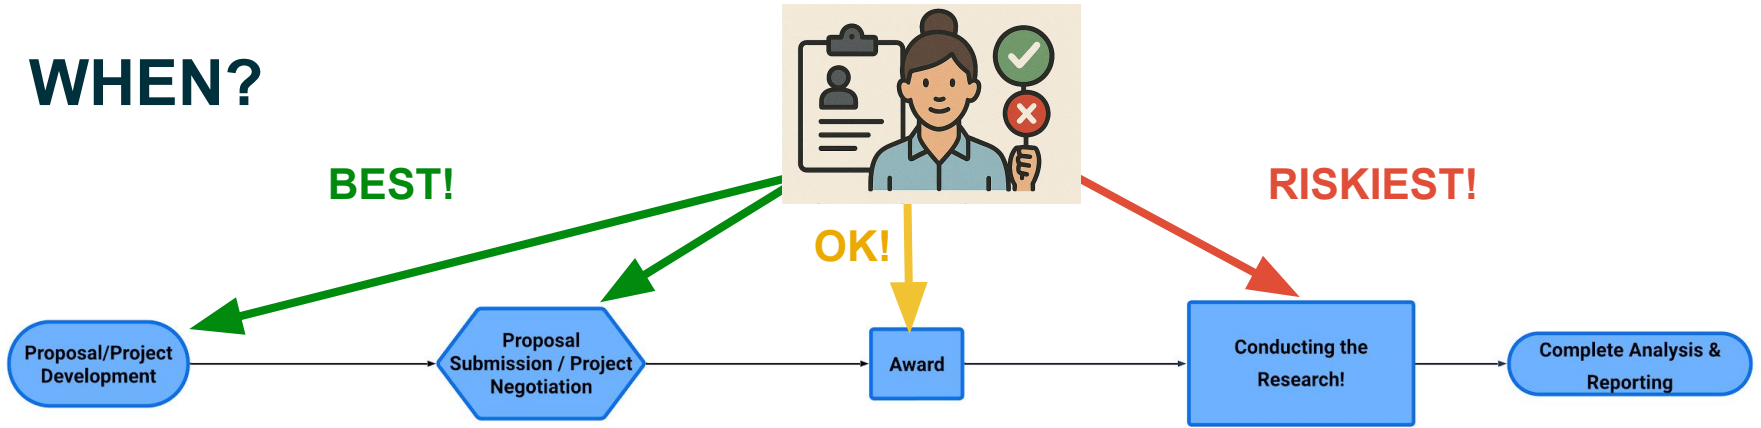 WHEN?
BEST!
OK!
RISKIEST!
Proposal/Project
Development
Proposal
Submission / Project
Negotiation
Award
Conducting the
Research!
Complete Analysis &
Reporting